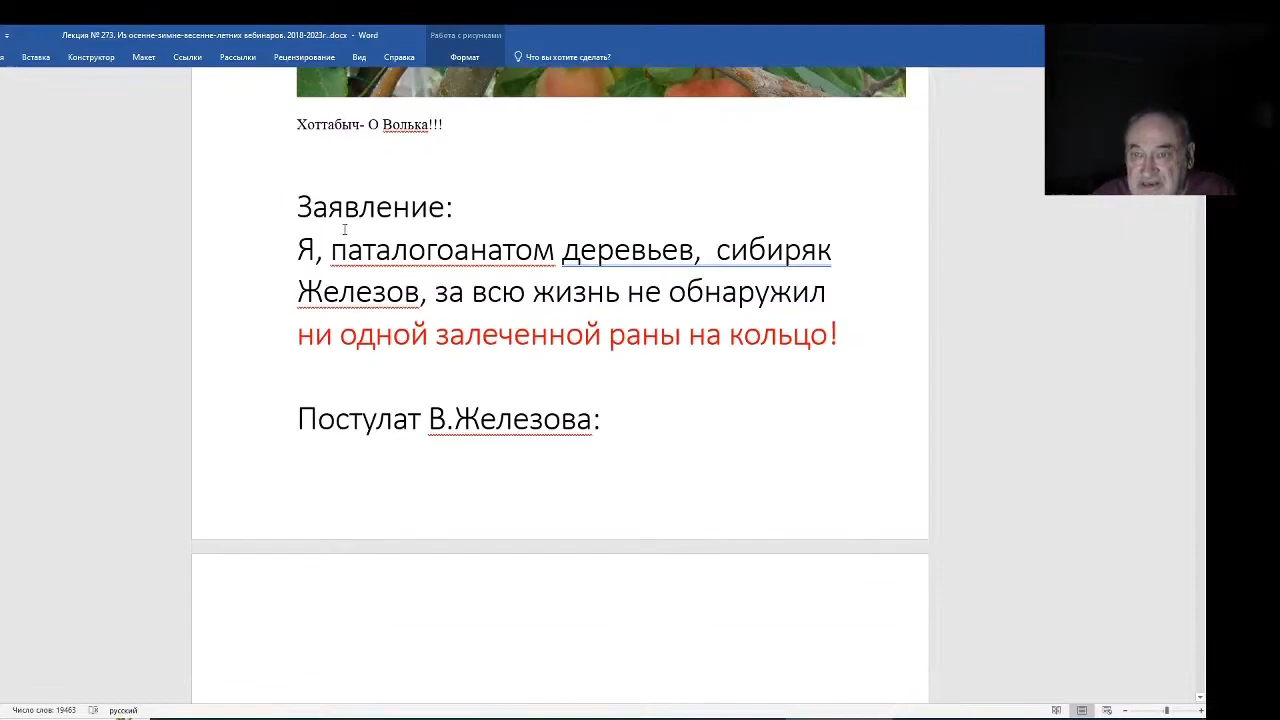 Лекция № 273. Из осенне-зимне-весенне-летних вебинаров. 2018-2023г..docx - Word
Работа с рисунками
я Вставка Конструктор Макет Ссылки Рассылки Рецензирование Вид Справка Формат Что вы хотите сделать?
Хоттабыч- О Волька!!!
Заявление:
Я, паталогоанатом деревьев, сибиряк
Железов, за всю жизнь не обнаружил
ни одной залеченной раны на кольцо!
Постулат В.Железова:
Число слов: 19463 русский